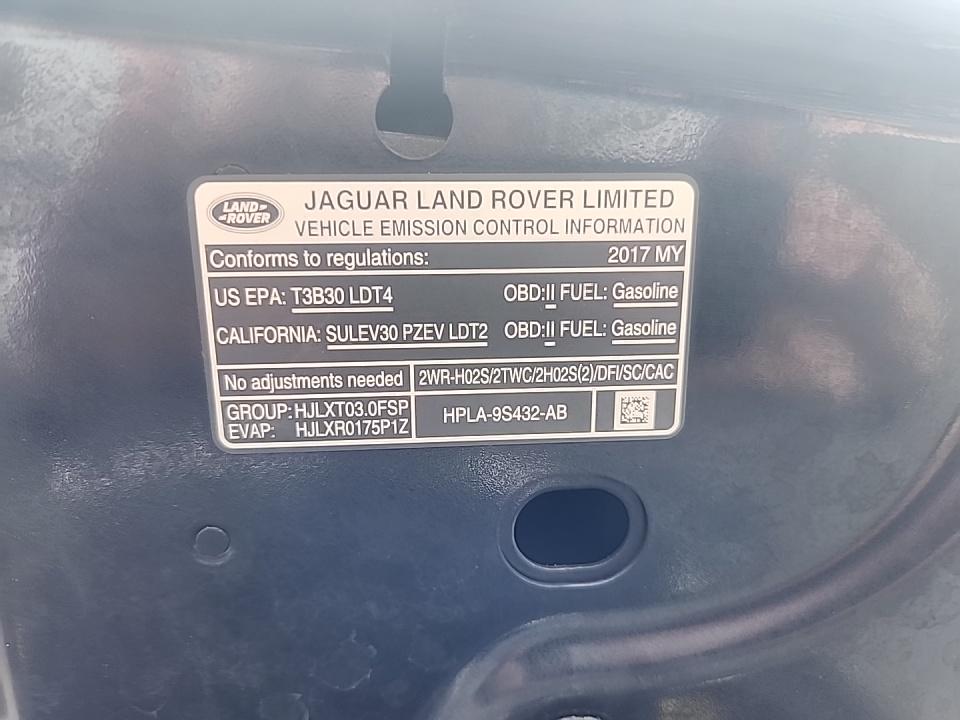 LAND
ROVER
JAGUAR LAND ROVER LIMITED
VEHICLE EMISSION CONTROL INFORMATION
Conforms to regulations: 2017 MY
US EPA: T3B30 LDT4 OBD:II FUEL: Gasoline
CALIFORNIA: SULEV30 PZEV LDT2 OBD:II FUEL: Gasoline
No adjustments needed 2WR-HO2S/2TWC/2HO2S(2)/DFI/SC/CAC
GROUP: HJLXT03.0FSP
EVAP: HJLXR0175P1Z
HPLA-9S432-AB